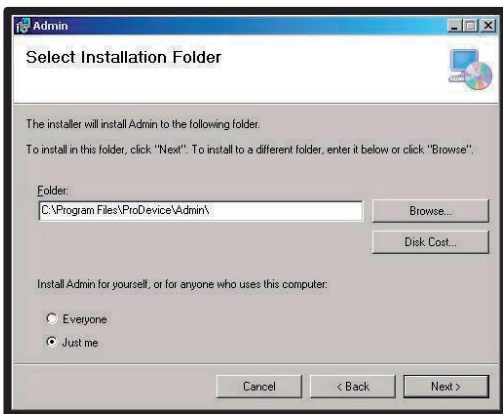 Admin
Select Installation Folder
The installer will install Admin to the following folder.
To install in this folder, click "Next". To install to a different folder, enter it below or click "Browse".
Folder:
C:\Program Files\ProDevice\Admin\
Browse...
Disk Cost...
Install Admin for yourself, or for anyone who uses this computer:
Everyone
Just me
Cancel
< Back
Next >